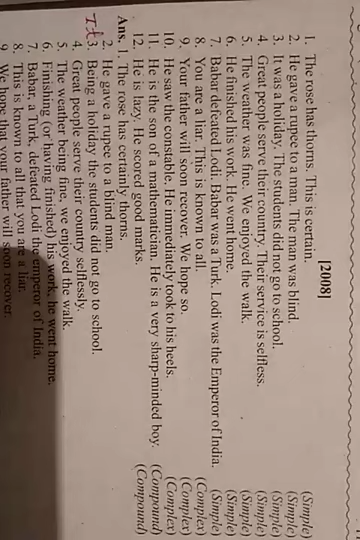 [2008]
1. The rose has thorns. This is certain. (Simple)
2. He gave a rupee to a man. The man was blind. (Simple)
3. It was a holiday. The students did not go to school. (Simple)
4. Great people serve their country. Their service is selfless. (Simple)
5. The weather was fine. We enjoyed the walk. (Simple)
6. He finished his work. He went home. (Simple)
7. Babar defeated Lodi. Babar was a Turk. Lodi was the Emperor of India. (Simple)
8. You are a liar. This is known to all. (Complex)
9. Your father will soon recover. We hope so. (Complex)
10. He saw the constable. He immediately took to his heels. (Complex)
11. He is the son of a mathematician. He is a very sharp-minded boy. (Compound)
12. He is lazy. He scored good marks. (Compound)
Ans. 1. The rose has certainly thorns.
2. He gave a rupee to a blind man.
It 3. Being a holiday the students did not go to school.
4. Great people serve their country selflessly.
5. The weather being fine, we enjoyed the walk.
6. Finishing (or having finished) his work, he went home.
7. Babar, a Turk, defeated Lodi the emperor of India.
8. This is known to all that you are a liar.
9. We hope that your father will soon recover.